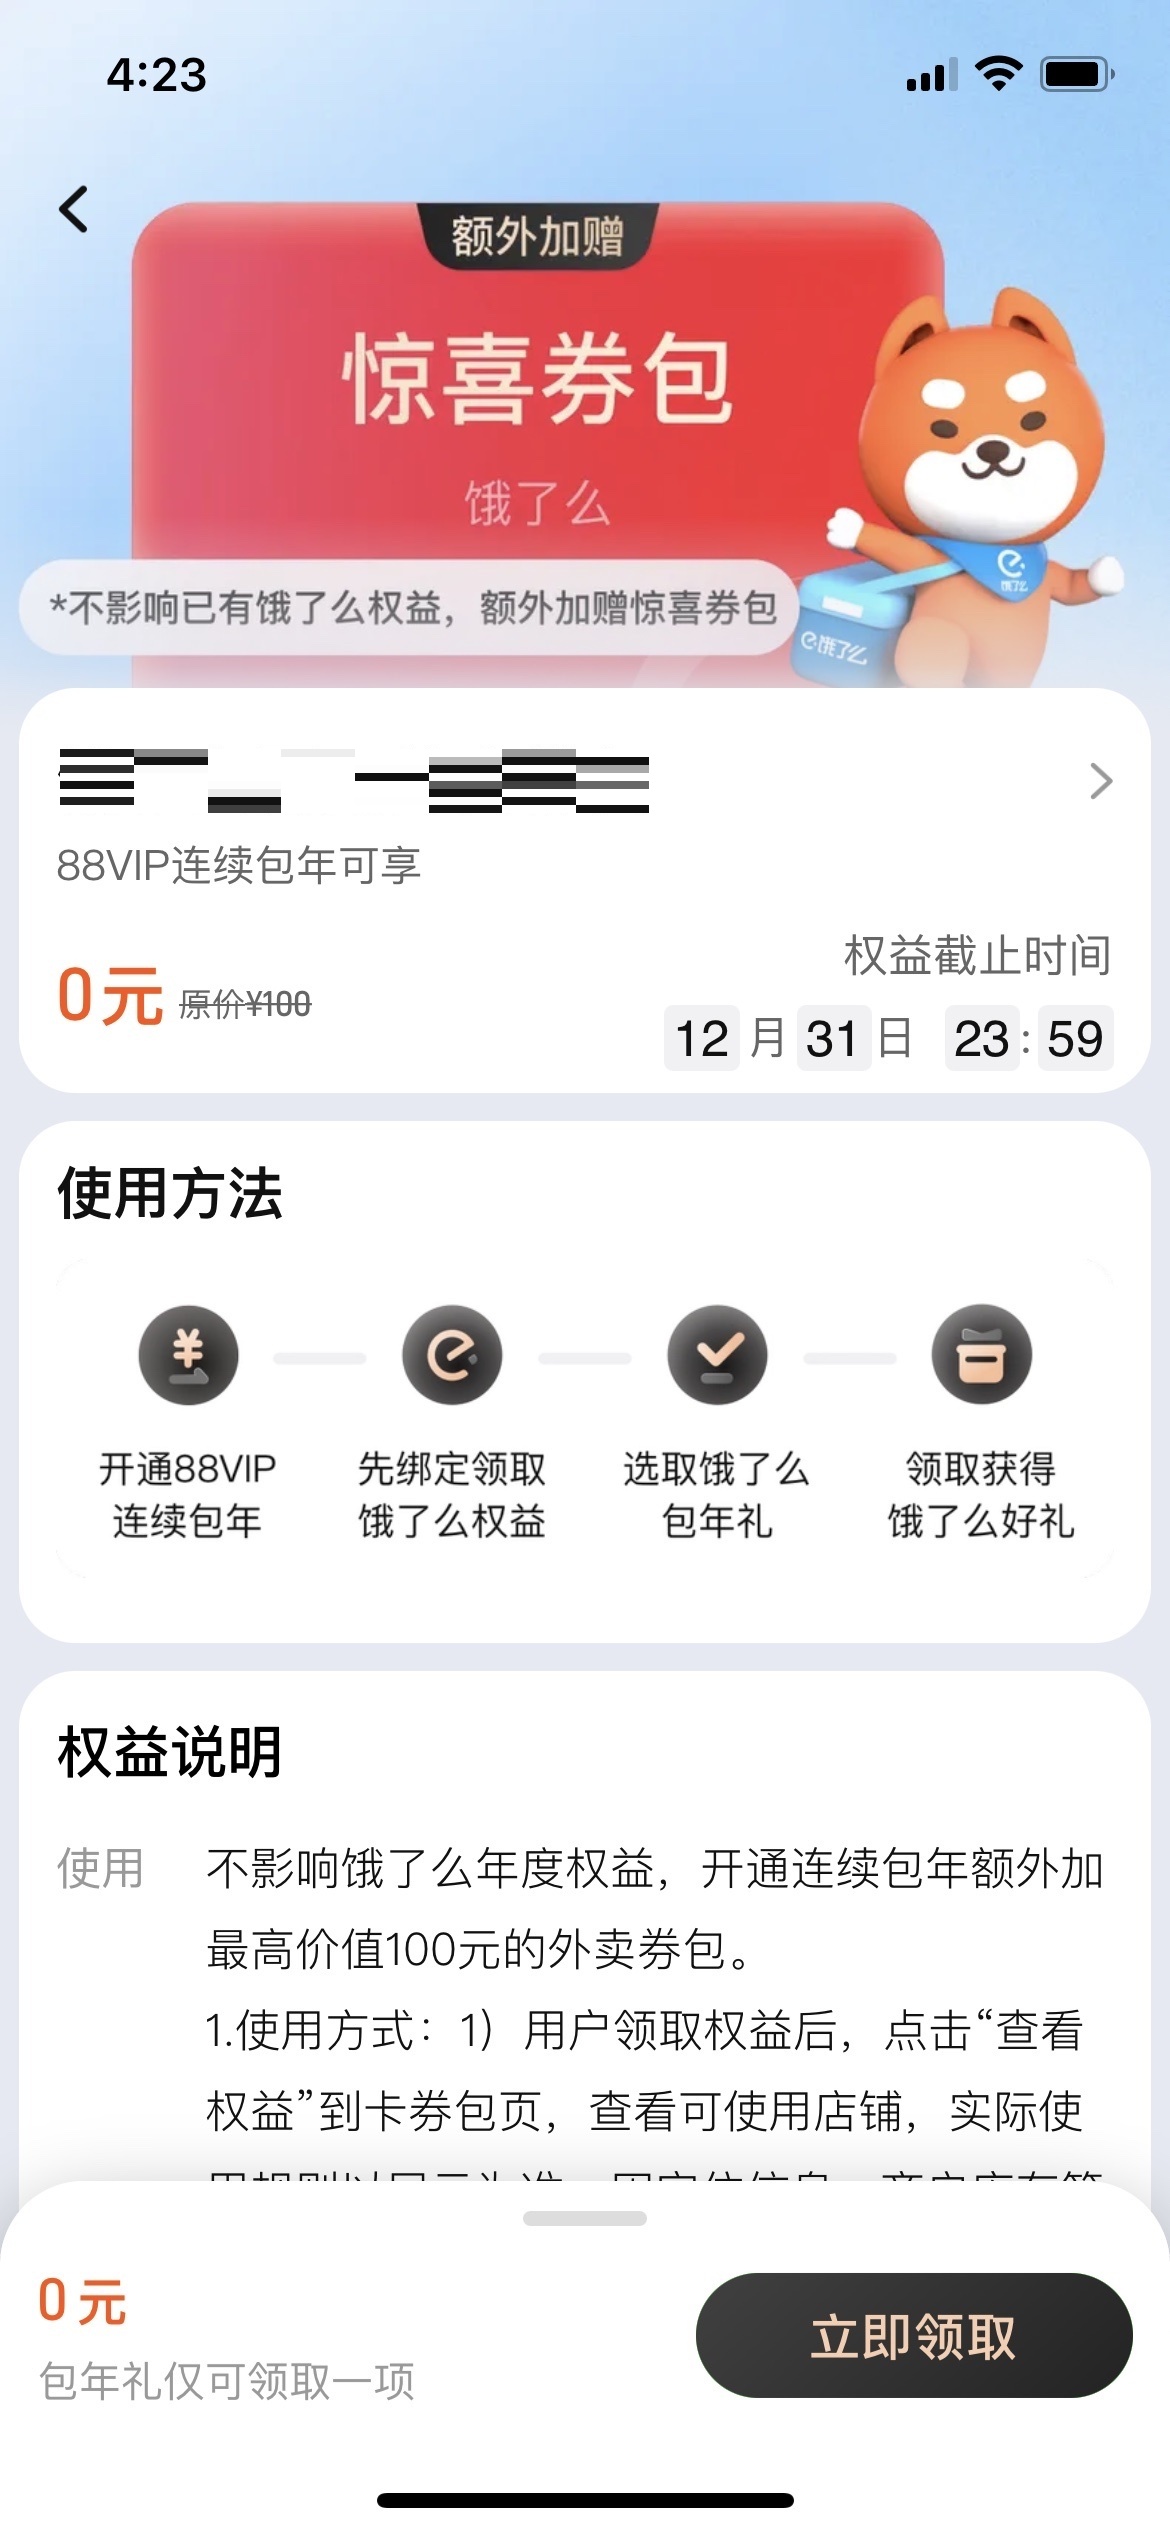 4:23
额外加赠
惊喜券包
饿了么
*不影响已有饿了么权益，额外加赠惊喜券包
饿了么
饿了么
88VIP连续包年可享
权益截止时间
0元 原价¥100
12月31日 23:59
使用方法
开通88VIP
连续包年
先绑定领取
饿了么权益
选取饿了么
包年礼
领取获得
饿了么好礼
权益说明
使用
不影响饿了么年度权益，开通连续包年额外加
最高价值100元的外卖券包。
1.使用方式：1）用户领取权益后，点击“查看
权益”到卡券包页，查看可使用店铺，实际使
0元
立即领取
包年礼仅可领取一项